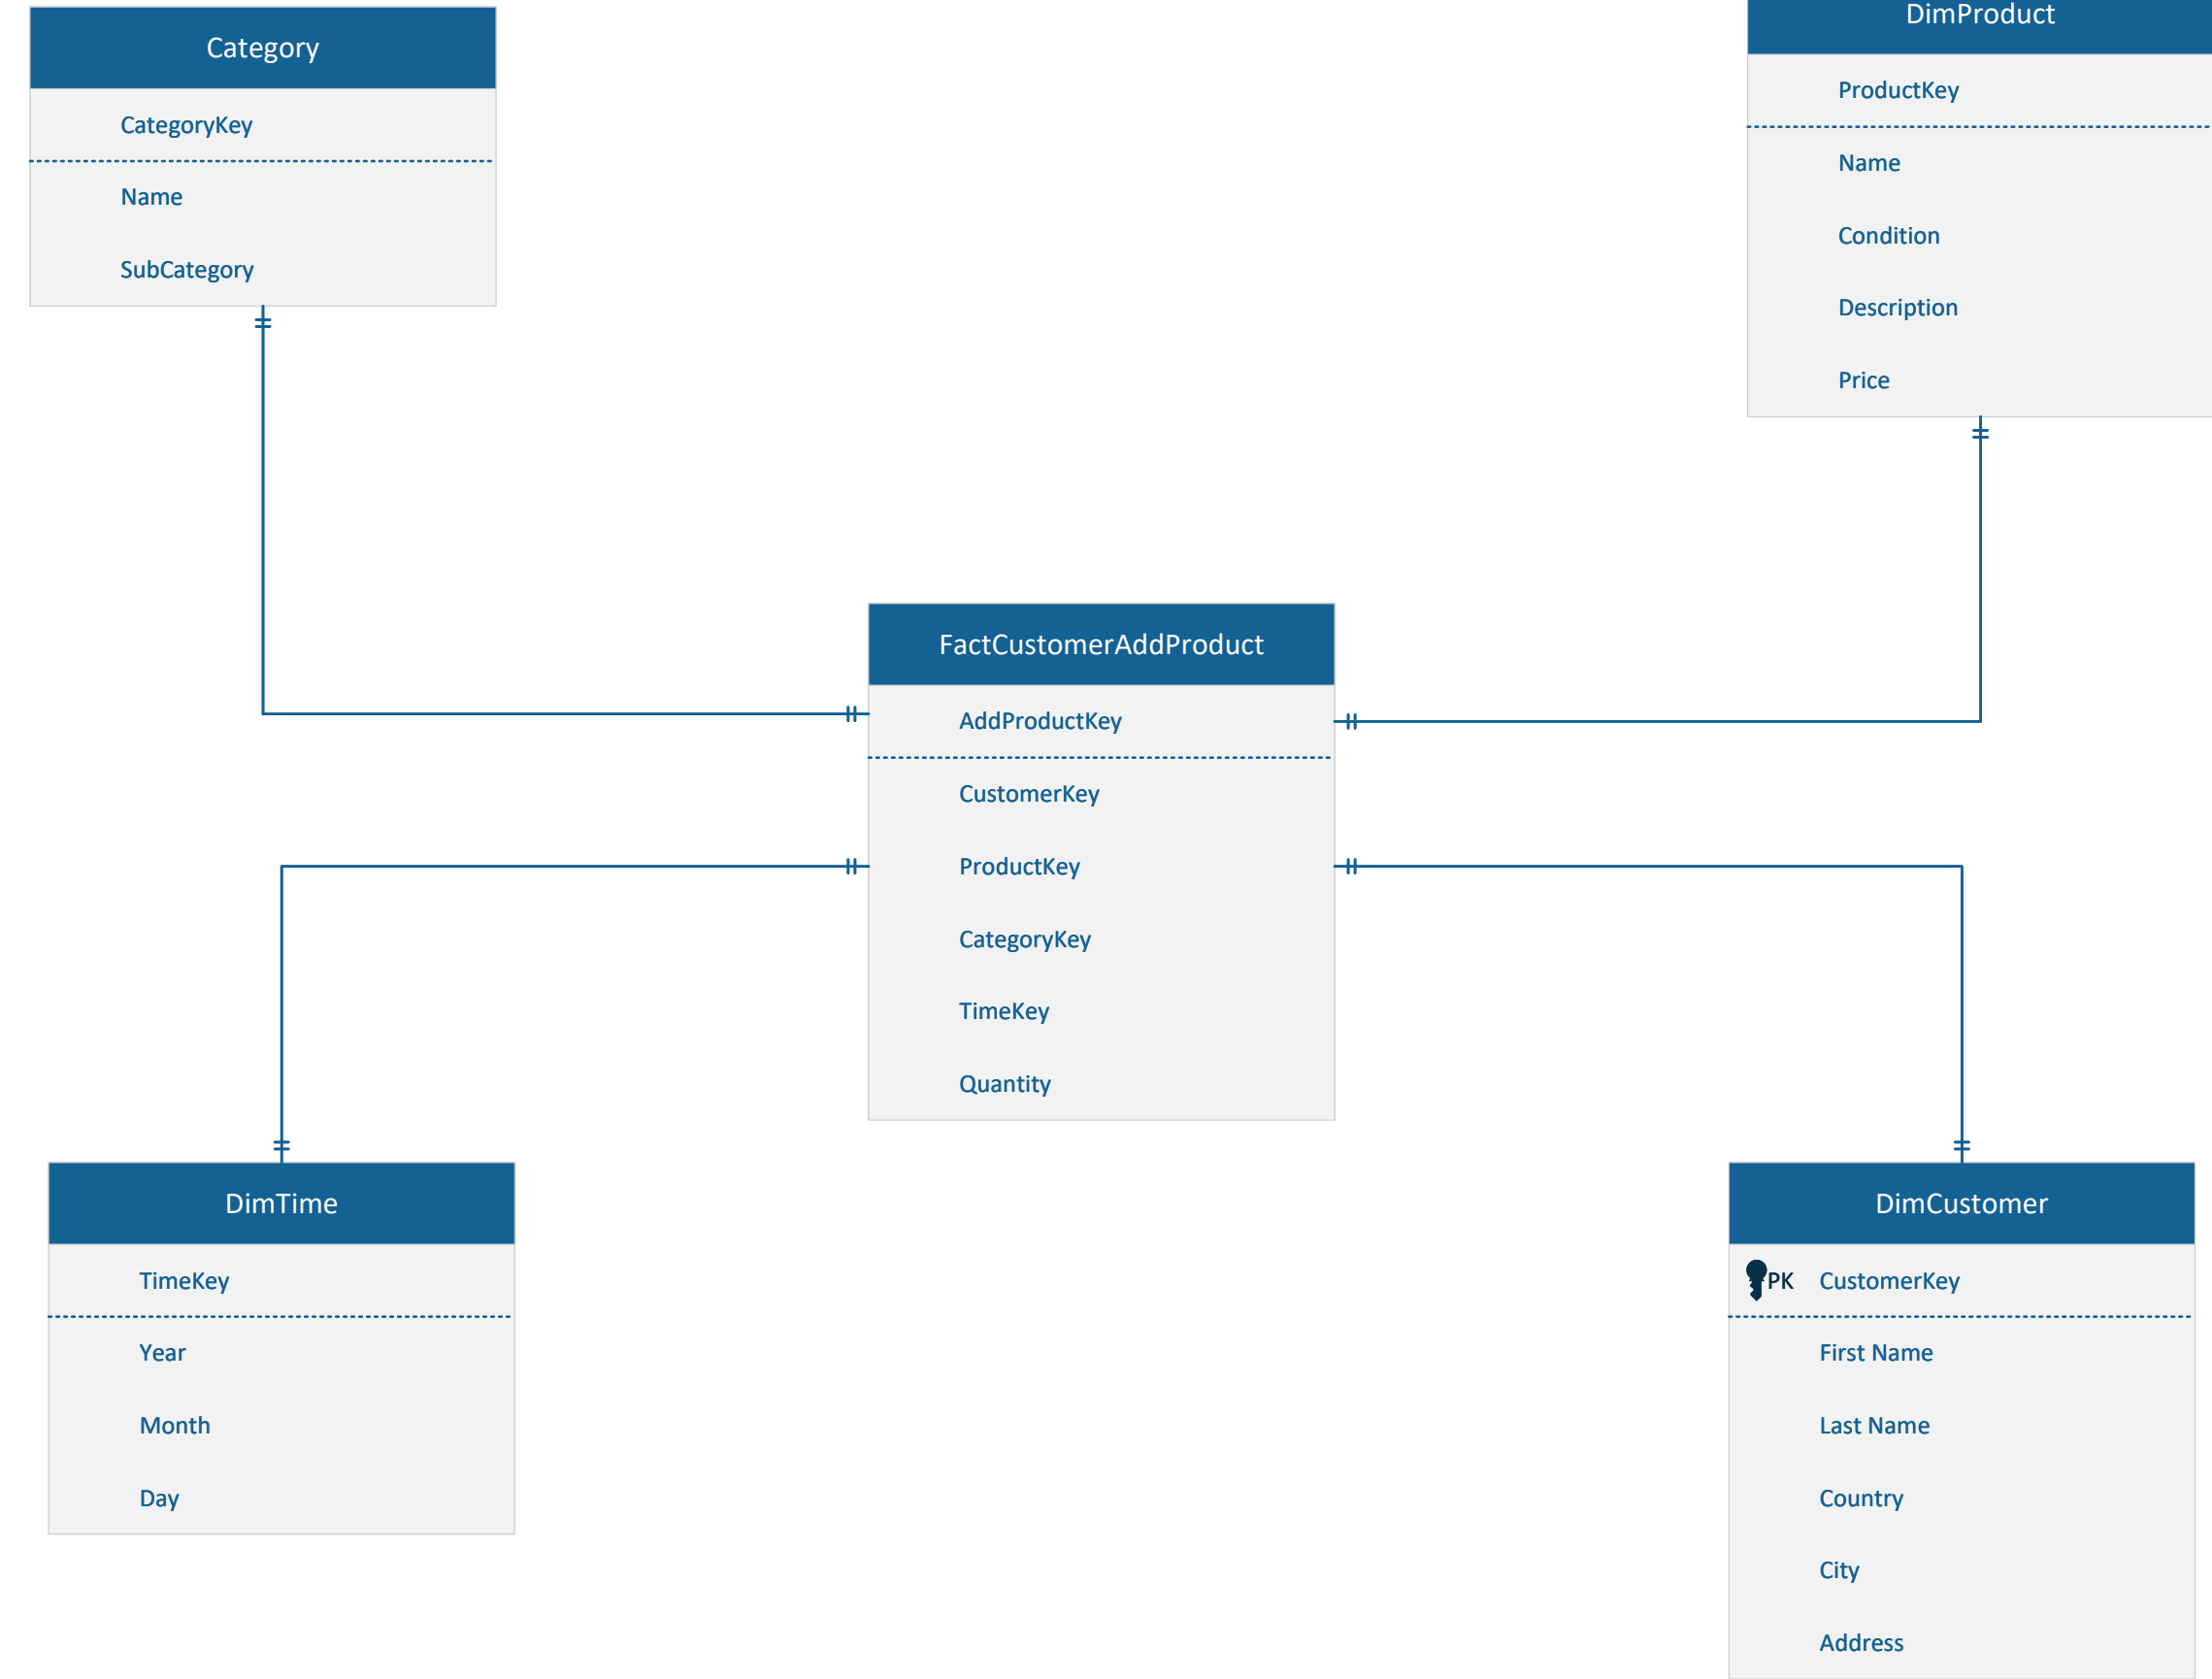 Category
CategoryKey
Name
SubCategory
DimProduct
ProductKey
Name
Condition
Description
Price
FactCustomerAddProduct
AddProductKey
CustomerKey
ProductKey
CategoryKey
TimeKey
Quantity
DimTime
TimeKey
Year
Month
Day
DimCustomer
PK CustomerKey
First Name
Last Name
Country
City
Address